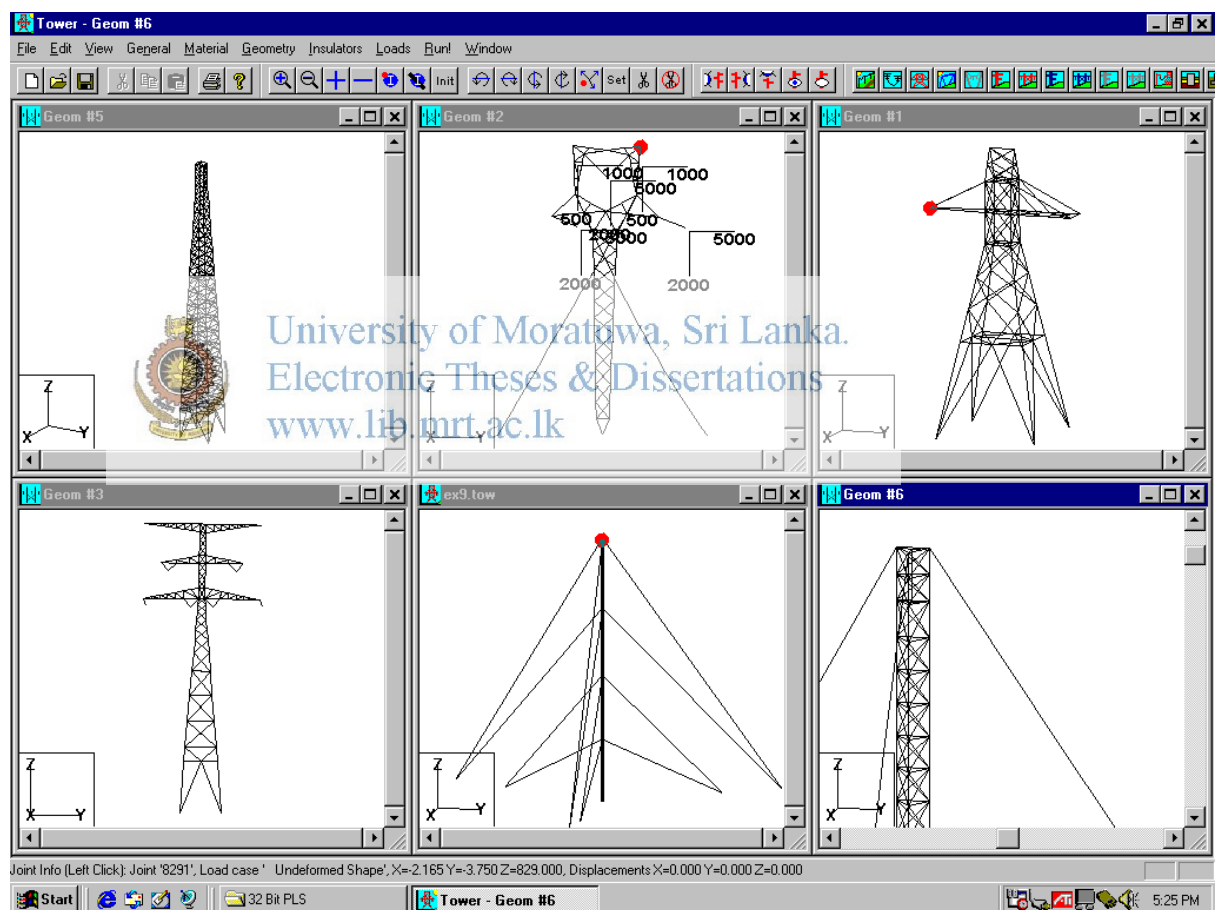 Tower - Geom #6
File Edit View General Material Geometry Insulators Loads Run! Window
Init Set
Geom #5
Z
X
Y
Geom #2
1000 1000
5000
500 500
5000
5000
2000 2000
Z
X Y
Geom #1
Z
X Y
University of Moratuwa, Sri Lanka.
Electronic Theses & Dissertations
www.lib.mrt.ac.lk
Geom #3
Z
X Y
ex9.tow
Z
X Y
Geom #6
Z
X Y
Joint Info (Left Click): Joint '8291', Load case ' Undeformed Shape', X=-2.165 Y=-3.750 Z=829.000, Displacements X=0.000 Y=0.000 Z=0.000
Start 32 Bit PLS Tower - Geom #6 5:25 PM